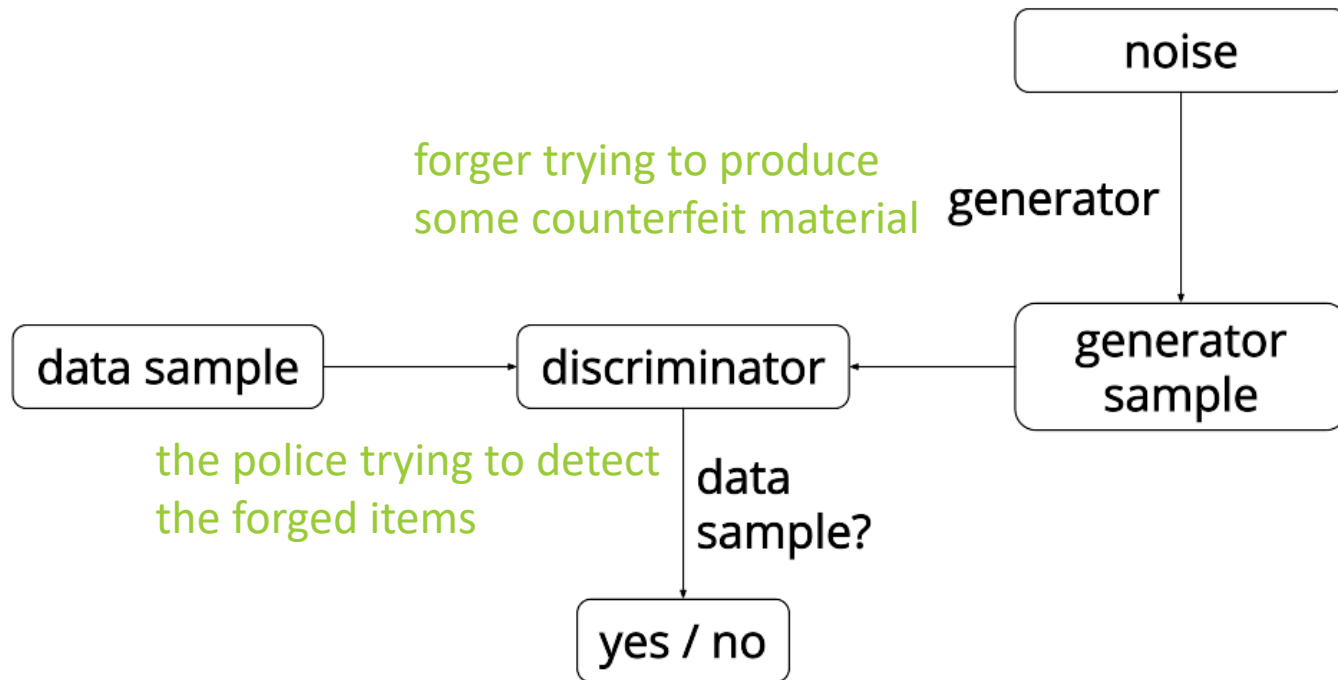 noise
forger trying to produce
some counterfeit material
generator
data sample
discriminator
generator
sample
the police trying to detect
the forged items
data
sample?
yes / no